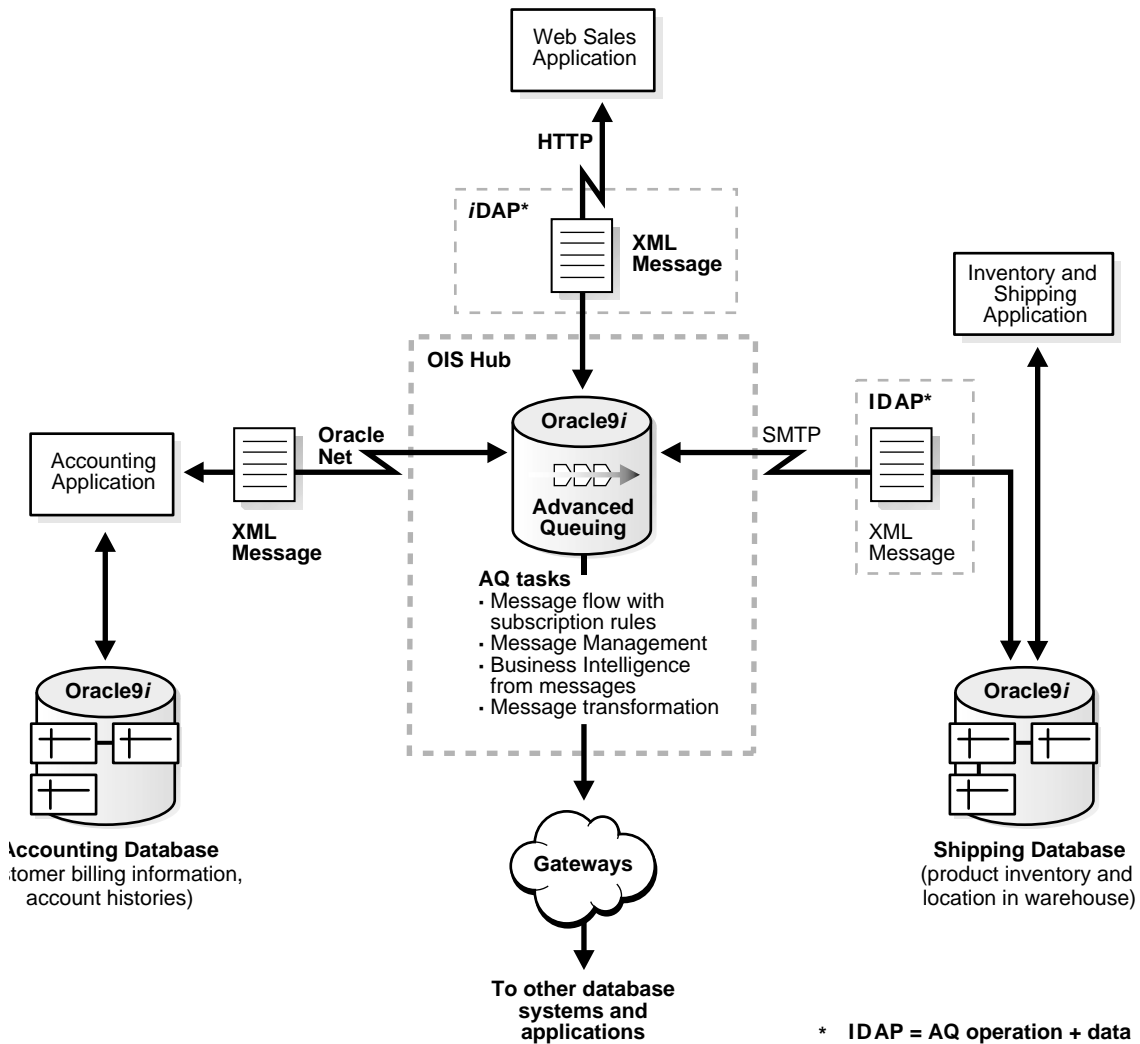 Web Sales
Application
HTTP
iDAP*
XML
Message
Inventory and
Shipping
Application
OIS Hub
IDAP*
Oracle9i
Oracle
Net
SMTP
Accounting
Application
Advanced
Queuing
XML
Message
XML
Message
AQ tasks
· Message flow with
subscription rules
· Message Management
· Business Intelligence
from messages
· Message transformation
Oracle9i
Oracle9i
Accounting Database
stomer billing information,
account histories)
Gateways
Shipping Database
(product inventory and
location in warehouse)
To other database
systems and
applications
* IDAP = AQ operation + data